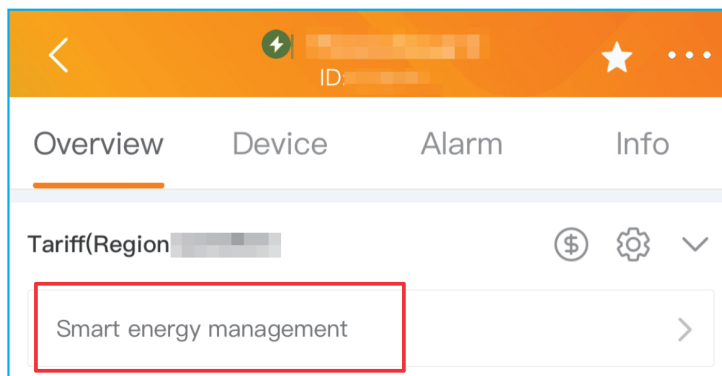 ID:
Overview Device Alarm Info
Tariff(Region
Smart energy management